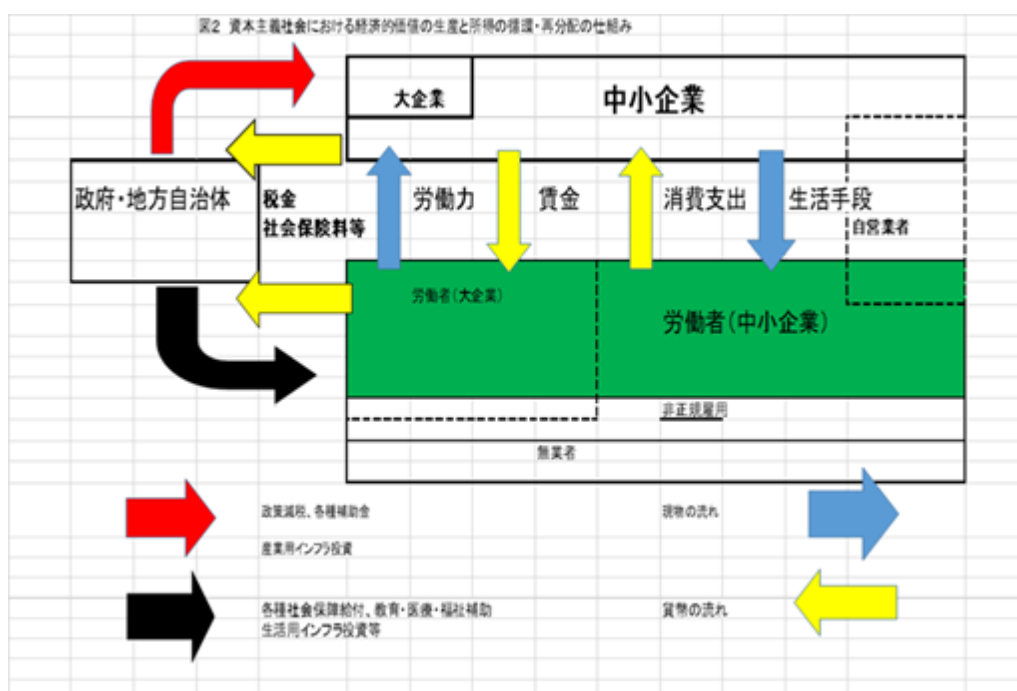 図2 資本主義社会における経済的価値の生産と所得の循環・再分配の仕組み
大企業
中小企業
政府・地方自治体
税金
社会保険料等
労働力
賃金
消費支出
生活手段
自営業者
労働者(大企業)
労働者(中小企業)
非正規雇用
無業者
政策減税、各種補助金
産業用インフラ投資
現物の流れ
各種社会保障給付、教育・医療・福祉補助
生活用インフラ投資等
貨幣の流れ